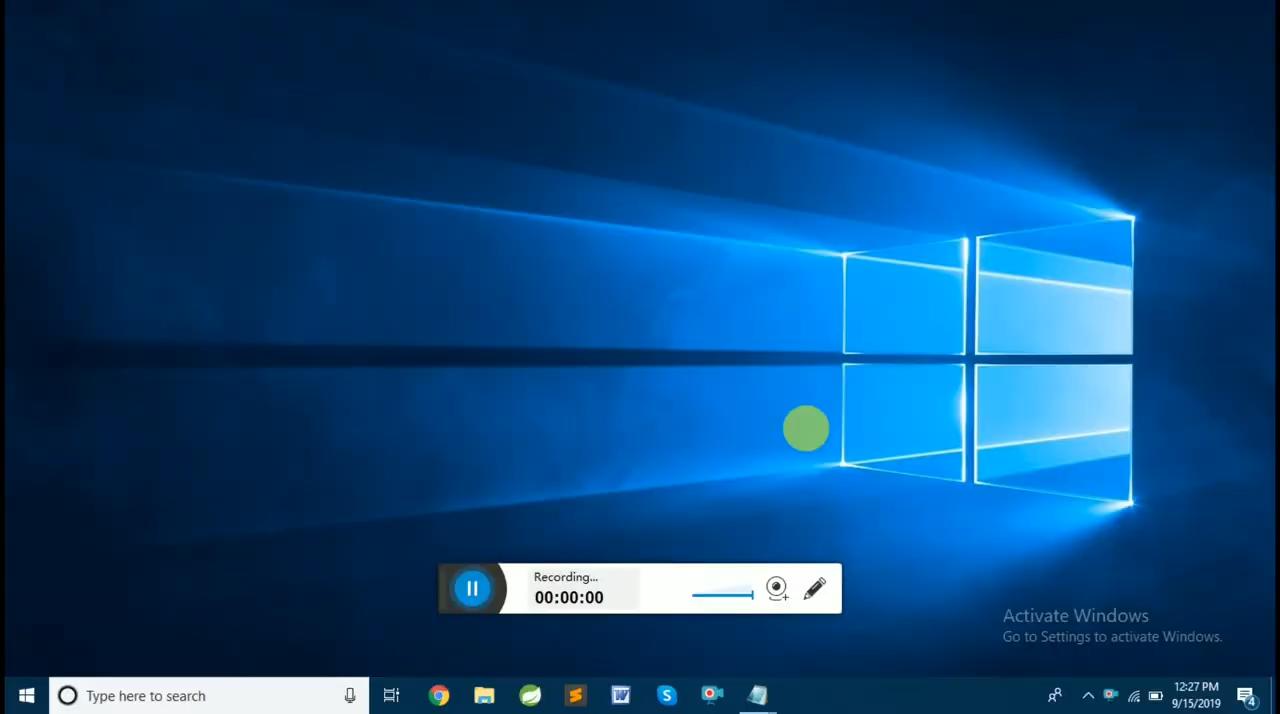 Recording...
00:00:00
Activate Windows
Go to Settings to activate Windows.
Type here to search
12:27 PM
9/15/2019
4